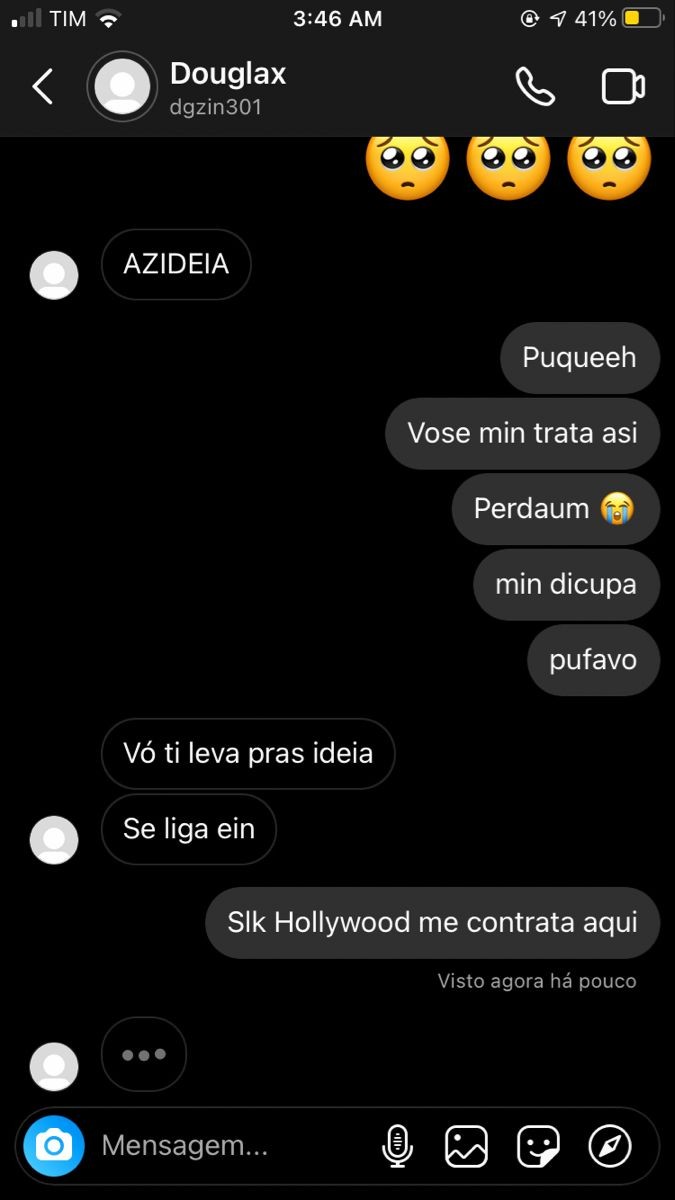 TIM 3:46 AM 41%
Douglax
dgzin301
🥺🥺🥺
AZIDEIA
Puqueeh
Vose min trata asi
Perdaum 😭
min dicupa
pufavo
Vó ti leva pras ideia
Se liga ein
Slk Hollywood me contrata aqui
Visto agora há pouco
Mensagem...